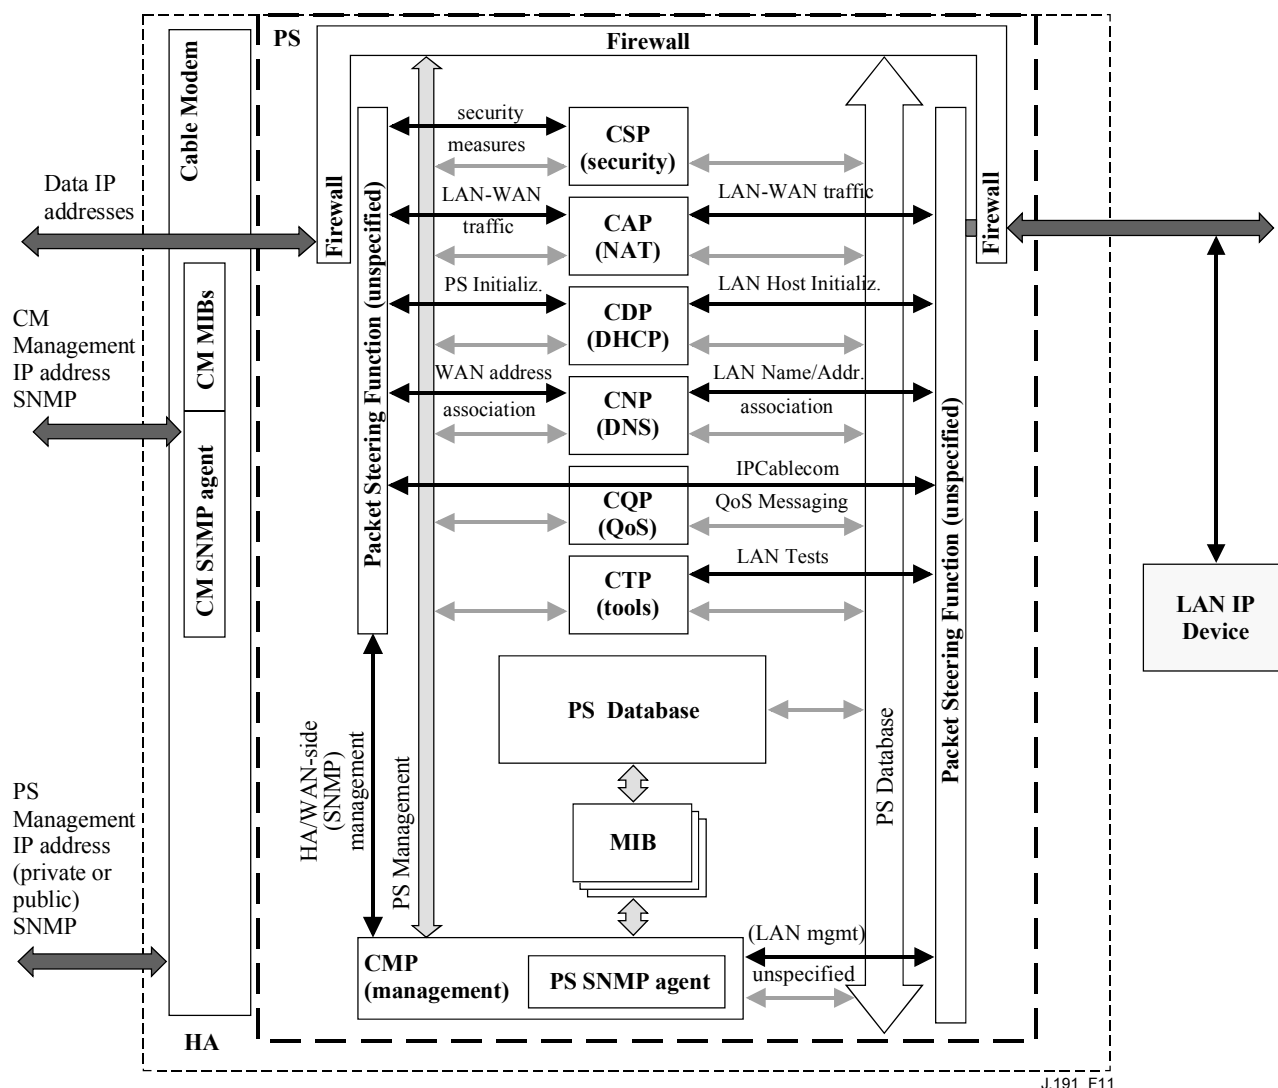 PS
Firewall
Cable Modem
Firewall
Firewall
Packet Steering Function (unspecified)
Packet Steering Function (unspecified)
security
measures
CSP
(security)
Data IP
addresses
LAN-WAN
traffic
CAP
(NAT)
LAN-WAN traffic
PS Initializ.
CDP
(DHCP)
LAN Host Initializ.
CM
Management
IP address
SNMP
CM MIBs
CM SNMP agent
WAN address
association
CNP
(DNS)
LAN Name/Addr.
association
IPCablecom
CQP
(QoS)
QoS Messaging
CTP
(tools)
LAN Tests
LAN IP
Device
PS Database
HA/WAN-side
(SNMP)
management
PS Management
PS Database
MIB
PS
Management
IP address
(private or
public)
SNMP
CMP
(management)
PS SNMP agent
(LAN mgmt)
unspecified
HA
J.191_F11